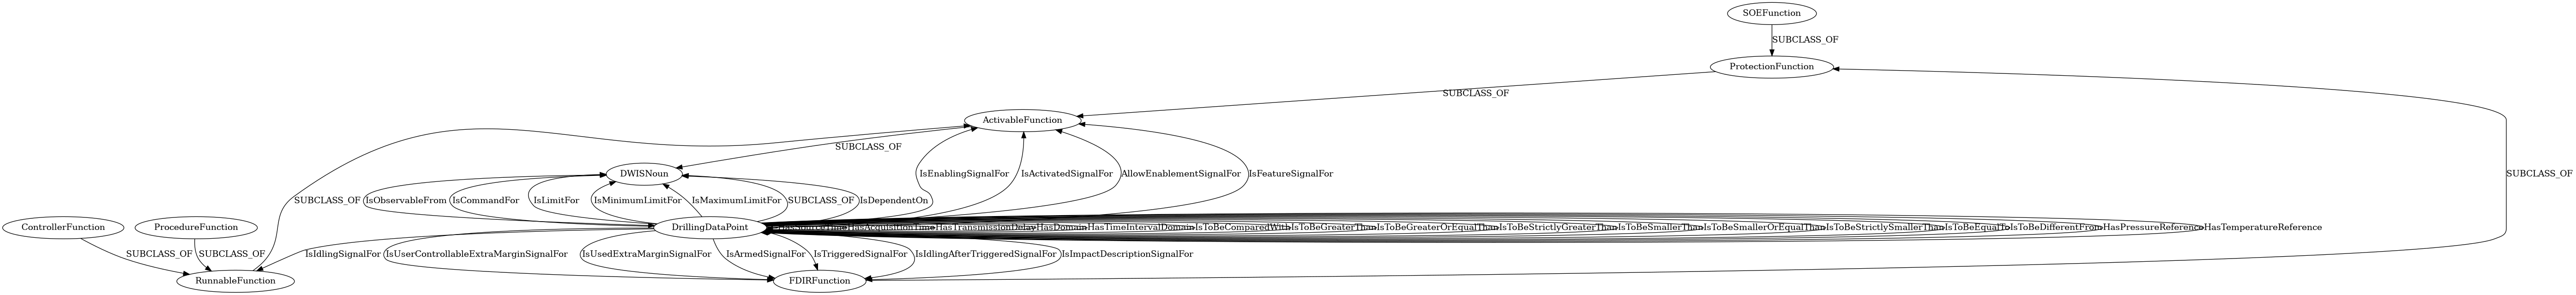 SOEFunction
SUBCLASS_OF
ProtectionFunction
SUBCLASS_OF
ActivableFunction
SUBCLASS_OF
DWISNoun
IsEnablingSignalFor
IsActivatedSignalFor
AllowEnablementSignalFor
IsFeatureSignalFor
SUBCLASS_OF
SUBCLASS_OF
IsObservableFrom
IsCommandFor
IsLimitFor
IsMinimumLimitFor
IsMaximumLimitFor
SUBCLASS_OF
IsDependentOn
ControllerFunction
ProcedureFunction
DrillingDataPoint
HasSourceTime
HasAcquisitionTime
HasTransmissionDelay
HasDomain
HasTimeIntervalDomain
IsToBeComparedWith
IsToBeGreaterThan
IsToBeGreaterOrEqualThan
IsToBeStrictlyGreaterThan
IsToBeSmallerThan
IsToBeSmallerOrEqualThan
IsToBeStrictlySmallerThan
IsToBeEqualTo
IsToBeDifferentFrom
HasPressureReference
HasTemperatureReference
SUBCLASS_OF
SUBCLASS_OF
IsIdlingSignalFor
IsUserControllableExtraMarginSignalFor
IsUsedExtraMarginSignalFor
IsArmedSignalFor
IsTriggeredSignalFor
IsIdlingAfterTriggeredSignalFor
IsImpactDescriptionSignalFor
RunnableFunction
FDIRFunction